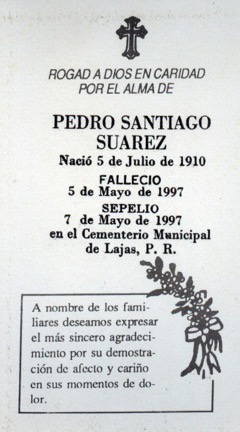 ROGAD A DIOS EN CARIDAD
POR EL ALMA DE
PEDRO SANTIAGO
SUAREZ
Nació 5 de Julio de 1910
FALLECIO
5 de Mayo de 1997
SEPELIO
7 de Mayo de 1997
en el Cementerio Municipal
de Lajas, P. R.
A nombre de los fami-
liares deseamos expresar
el más sincero agradeci-
miento por su demostra-
ción de afecto y cariño
en sus momentos de do-
lor.